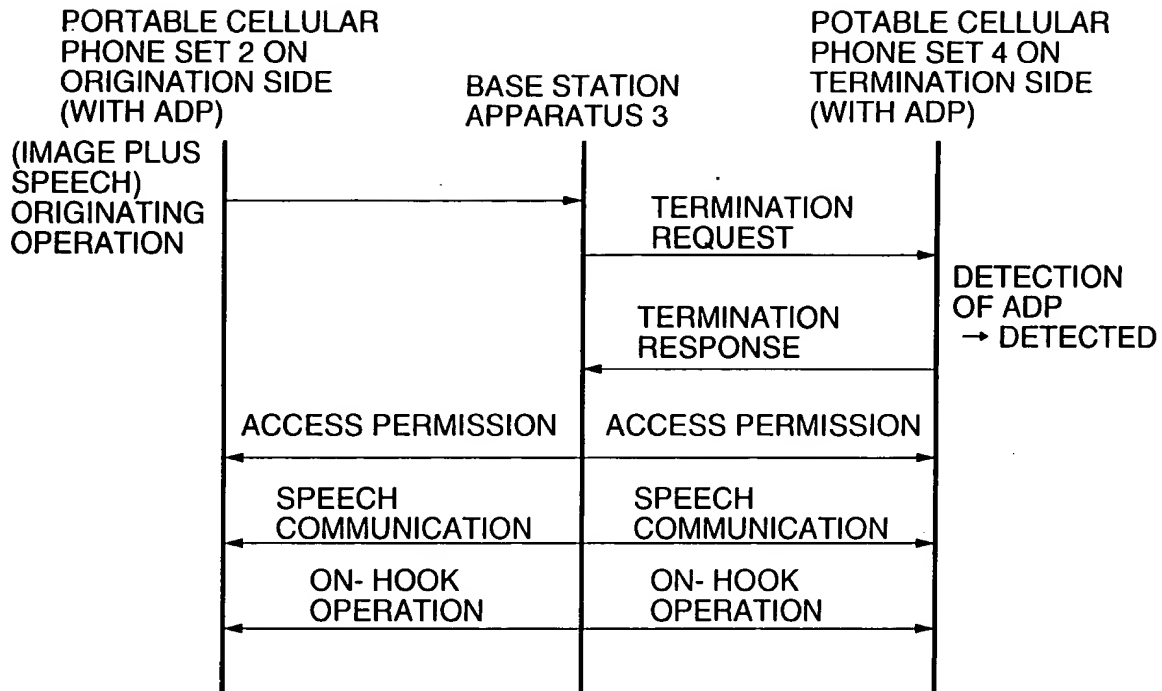 PORTABLE CELLULAR
PHONE SET 2 ON
ORIGINATION SIDE
(WITH ADP)
BASE STATION
APPARATUS 3
POTABLE CELLULAR
PHONE SET 4 ON
TERMINATION SIDE
(WITH ADP)
(IMAGE PLUS
SPEECH)
ORIGINATING
OPERATION
TERMINATION
REQUEST
DETECTION
OF ADP
→ DETECTED
TERMINATION
RESPONSE
ACCESS PERMISSION
ACCESS PERMISSION
SPEECH
COMMUNICATION
SPEECH
COMMUNICATION
ON- HOOK
OPERATION
ON- HOOK
OPERATION